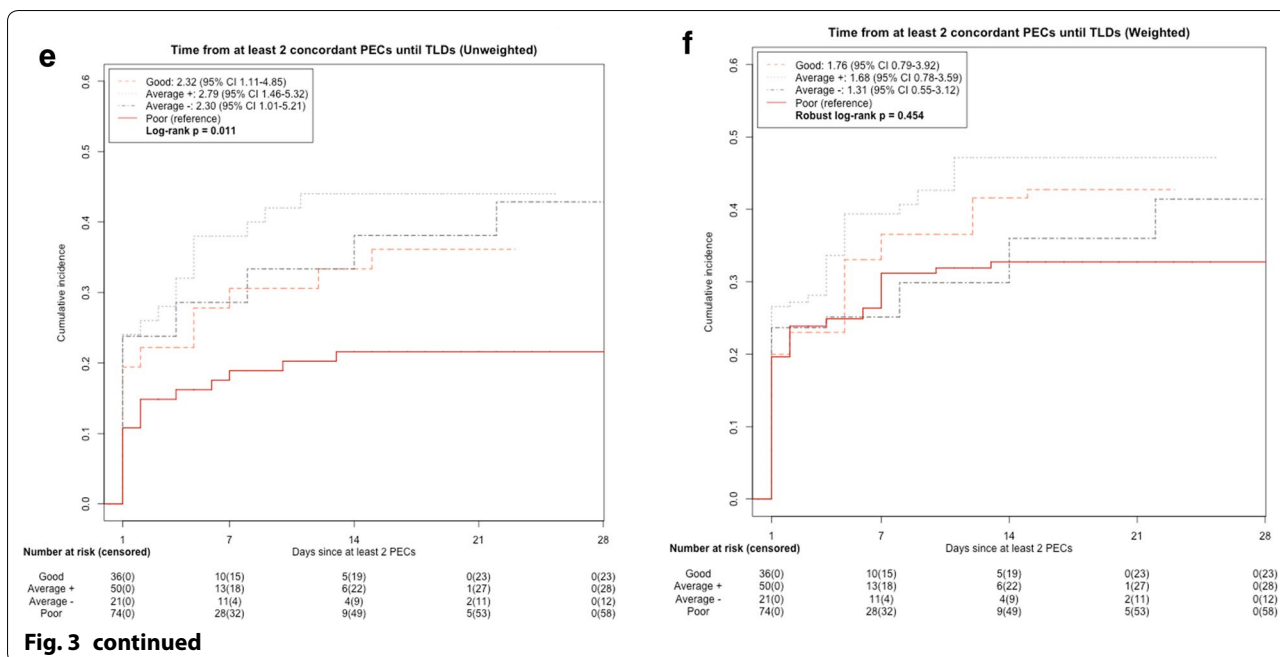 e
Time from at least 2 concordant PECs until TLDs (Unweighted)
Good: 2.32 (95% CI 1.11-4.85)
Average +: 2.79 (95% CI 1.46-5.32)
Average -: 2.30 (95% CI 1.01-5.21)
Poor (reference)
Log-rank p = 0.011
Cumulative incidence
0.6
0.5
0.4
0.3
0.2
0.1
0.0
1 7 14 21 28
Days since at least 2 PECs
Number at risk (censored)
Good 36(0) 10(15) 5(19) 0(23) 0(23)
Average + 50(0) 13(18) 6(22) 1(27) 0(28)
Average - 21(0) 11(4) 4(9) 2(11) 0(12)
Poor 74(0) 28(32) 9(49) 5(53) 0(58)
f
Time from at least 2 concordant PECs until TLDs (Weighted)
Good: 1.76 (95% CI 0.79-3.92)
Average +: 1.68 (95% CI 0.78-3.59)
Average -: 1.31 (95% CI 0.55-3.12)
Poor (reference)
Robust log-rank p = 0.454
Cumulative incidence
0.6
0.5
0.4
0.3
0.2
0.1
0.0
1 7 14 21 28
Days since at least 2 PECs
Number at risk (censored)
Good 36(0) 10(15) 5(19) 0(23) 0(23)
Average + 50(0) 13(18) 6(22) 1(27) 0(28)
Average - 21(0) 11(4) 4(9) 2(11) 0(12)
Poor 74(0) 28(32) 9(49) 5(53) 0(58)
Fig. 3 continued